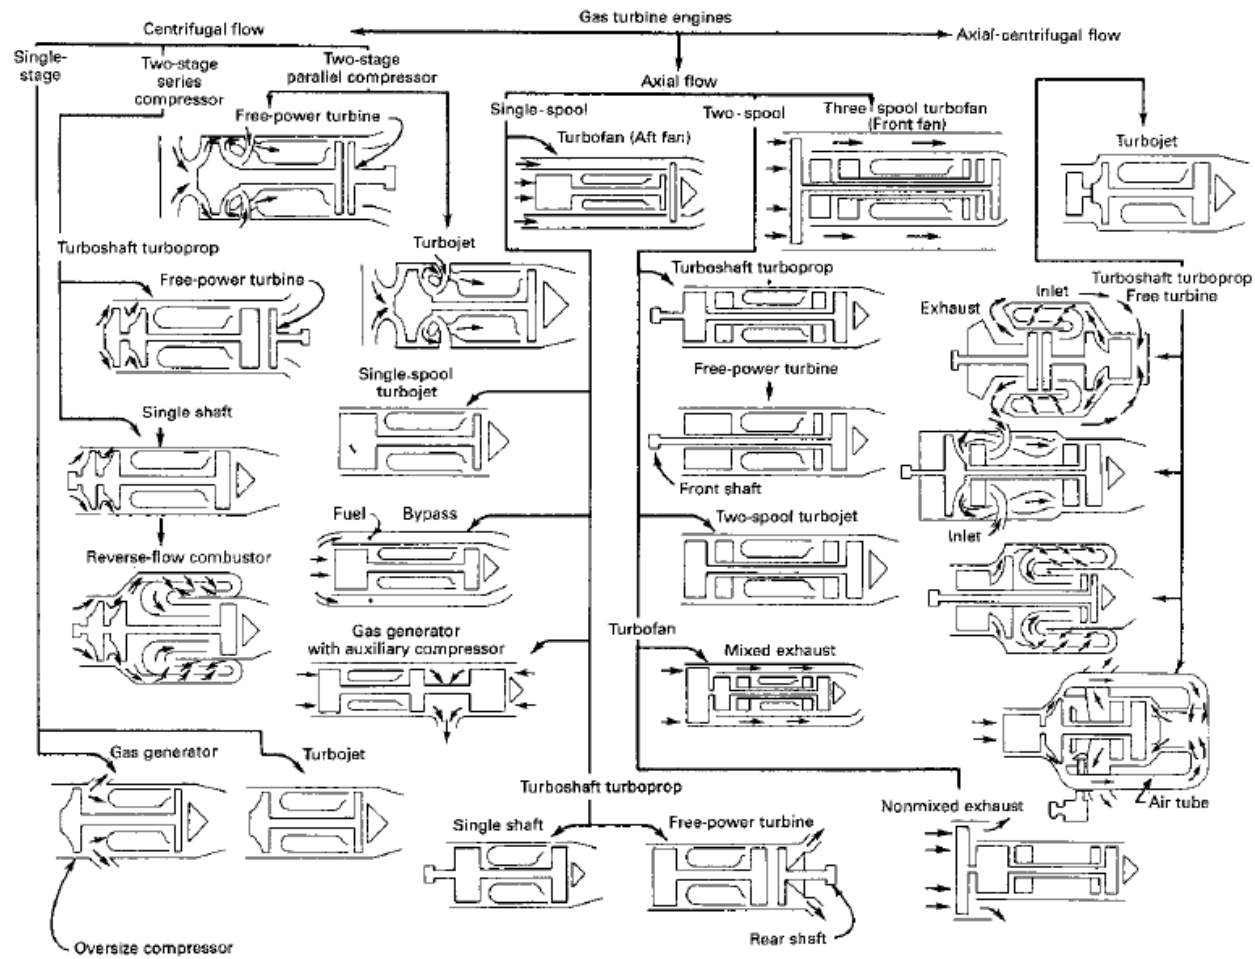 Gas turbine engines
Centrifugal flow
Axial-centrifugal flow
Single-
stage
Two-stage
series
compressor
Two-stage
parallel compressor
Axial flow
Single-spool
Two-spool
Three spool turbofan
(Front fan)
Free-power turbine
Turbofan (Aft fan)
Turbojet
Turboshaft turboprop
Free-power turbine
Turbojet
Turboshaft turboprop
Turboshaft turboprop
Free turbine
Inlet
Exhaust
Single-spool
turbojet
Free-power turbine
Single shaft
Front shaft
Fuel
Bypass
Two-spool turbojet
Inlet
Reverse-flow combustor
Gas generator
with auxiliary compressor
Turbofan
Mixed exhaust
Gas generator
Turbojet
Turboshaft turboprop
Single shaft
Free-power turbine
Nonmixed exhaust
Air tube
Rear shaft
Oversize compressor